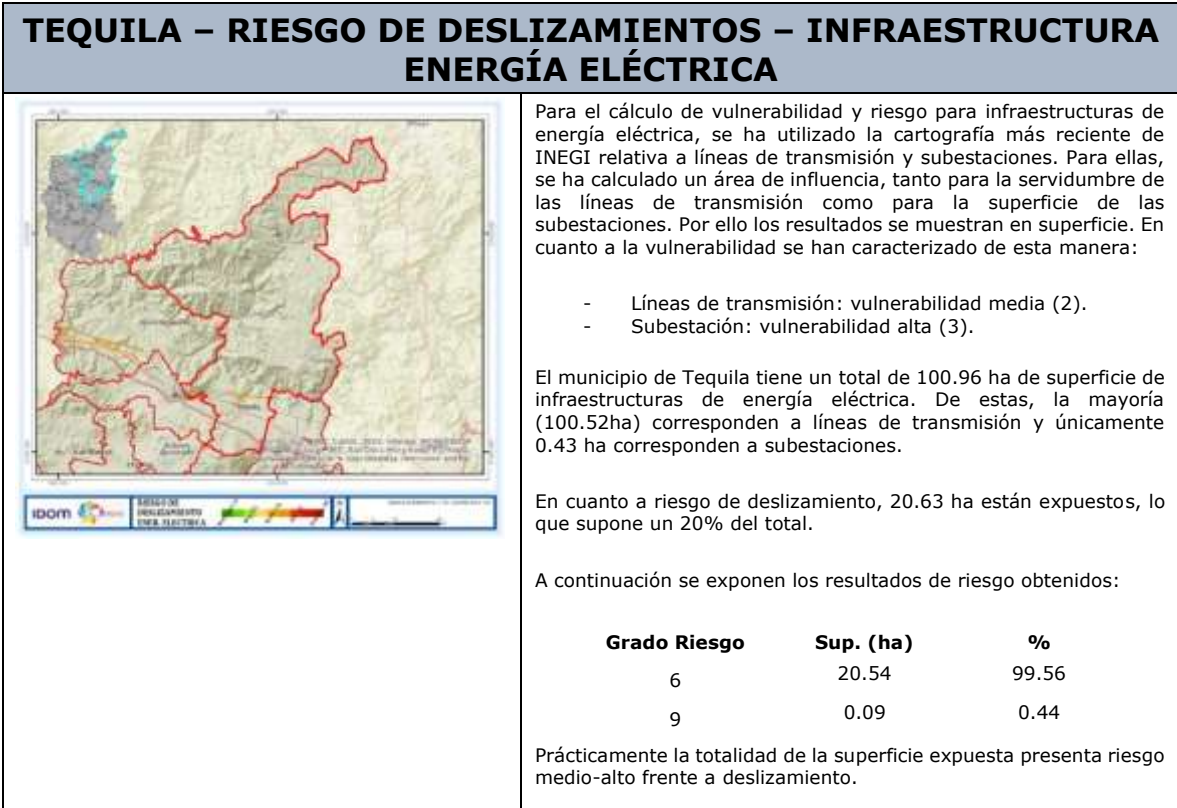 TEQUILA – RIESGO DE DESLIZAMIENTOS – INFRAESTRUCTURA
ENERGÍA ELÉCTRICA
IDOM
RIESGO DE
DESLIZAMIENTO
ENER. ELECTRICA
Para el cálculo de vulnerabilidad y riesgo para infraestructuras de
energía eléctrica, se ha utilizado la cartografía más reciente de
INEGI relativa a líneas de transmisión y subestaciones. Para ellas,
se ha calculado un área de influencia, tanto para la servidumbre de
las líneas de transmisión como para la superficie de las
subestaciones. Por ello los resultados se muestran en superficie. En
cuanto a la vulnerabilidad se han caracterizado de esta manera:
- Líneas de transmisión: vulnerabilidad media (2).
- Subestación: vulnerabilidad alta (3).
El municipio de Tequila tiene un total de 100.96 ha de superficie de
infraestructuras de energía eléctrica. De estas, la mayoría
(100.52ha) corresponden a líneas de transmisión y únicamente
0.43 ha corresponden a subestaciones.
En cuanto a riesgo de deslizamiento, 20.63 ha están expuestos, lo
que supone un 20% del total.
A continuación se exponen los resultados de riesgo obtenidos:
Grado Riesgo Sup. (ha) %
6 20.54 99.56
9 0.09 0.44
Prácticamente la totalidad de la superficie expuesta presenta riesgo
medio-alto frente a deslizamiento.